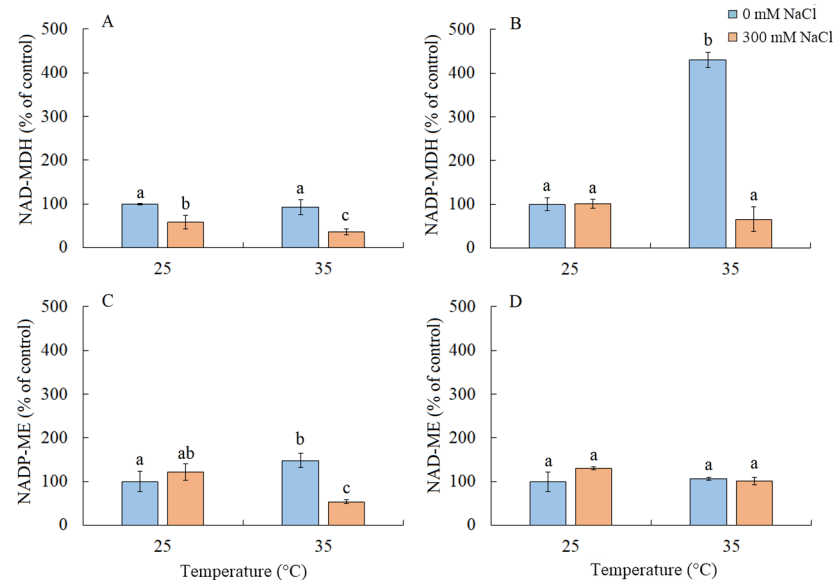 A
NAD-MDH (% of control)
500
400
300
200
100
0
a
b
a
c
25
35
B
0 mM NaCl
300 mM NaCl
NADP-MDH (% of control)
500
400
300
200
100
0
a
a
b
a
25
35
C
NADP-ME (% of control)
500
400
300
200
100
0
a
ab
b
c
25
35
Temperature (°C)
D
NAD-ME (% of control)
500
400
300
200
100
0
a
a
a
a
25
35
Temperature (°C)